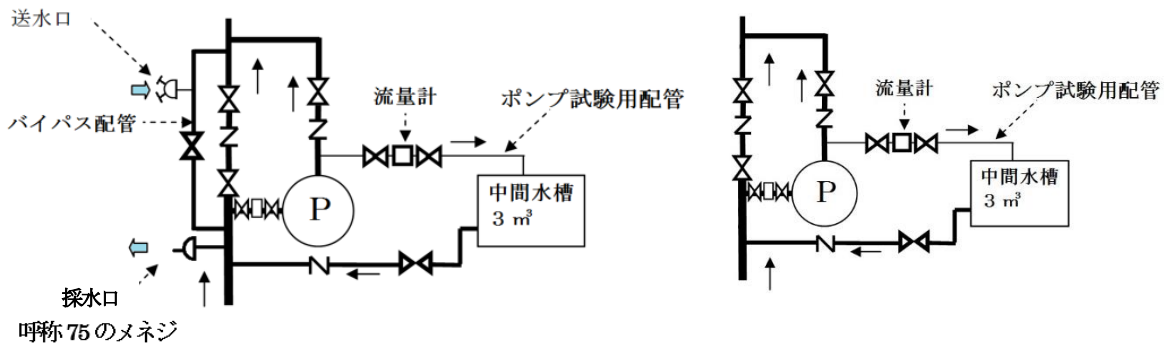 送水口
バイパス配管
流量計
ポンプ試験用配管
P
中間水槽
3 ㎥
採水口
呼称75のメネジ
流量計
ポンプ試験用配管
P
中間水槽
3 ㎥